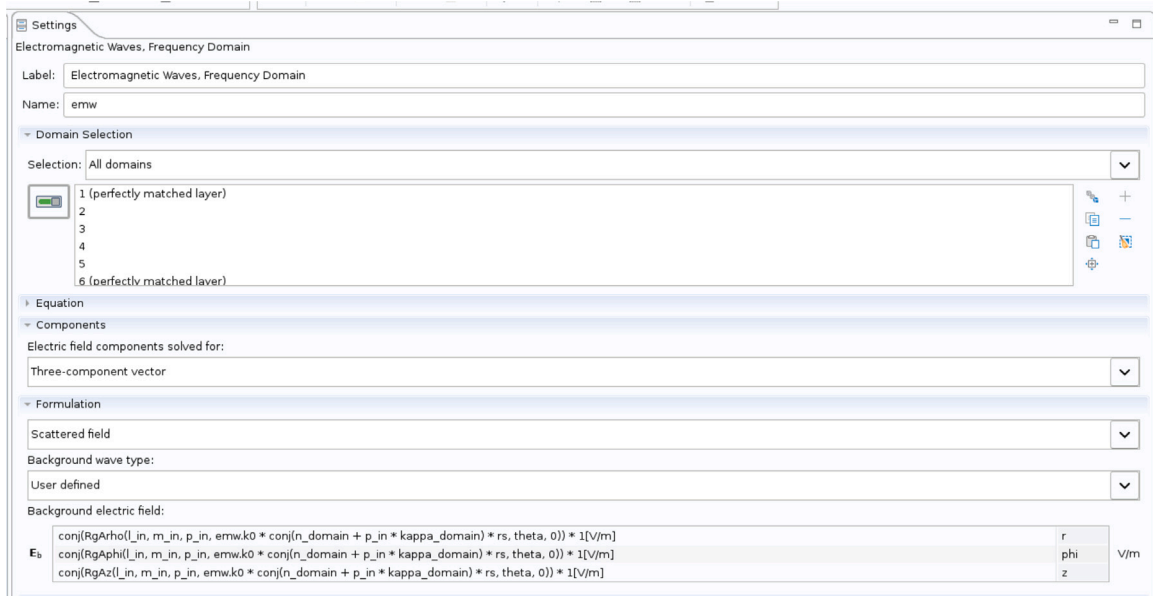 Settings
Electromagnetic Waves, Frequency Domain
Label: Electromagnetic Waves, Frequency Domain
Name: emw
Domain Selection
Selection: All domains
1 (perfectly matched layer)
2
3
4
5
6 (perfectly matched layer)
Equation
Components
Electric field components solved for:
Three-component vector
Formulation
Scattered field
Background wave type:
User defined
Background electric field:
conj(RgArho(l_in, m_in, p_in, emw.k0 * conj(n_domain + p_in * kappa_domain) * rs, theta, 0)) * 1[V/m] r
E_b conj(RgAphi(l_in, m_in, p_in, emw.k0 * conj(n_domain + p_in * kappa_domain) * rs, theta, 0)) * 1[V/m] phi V/m
conj(RgAz(l_in, m_in, p_in, emw.k0 * conj(n_domain + p_in * kappa_domain) * rs, theta, 0)) * 1[V/m] z